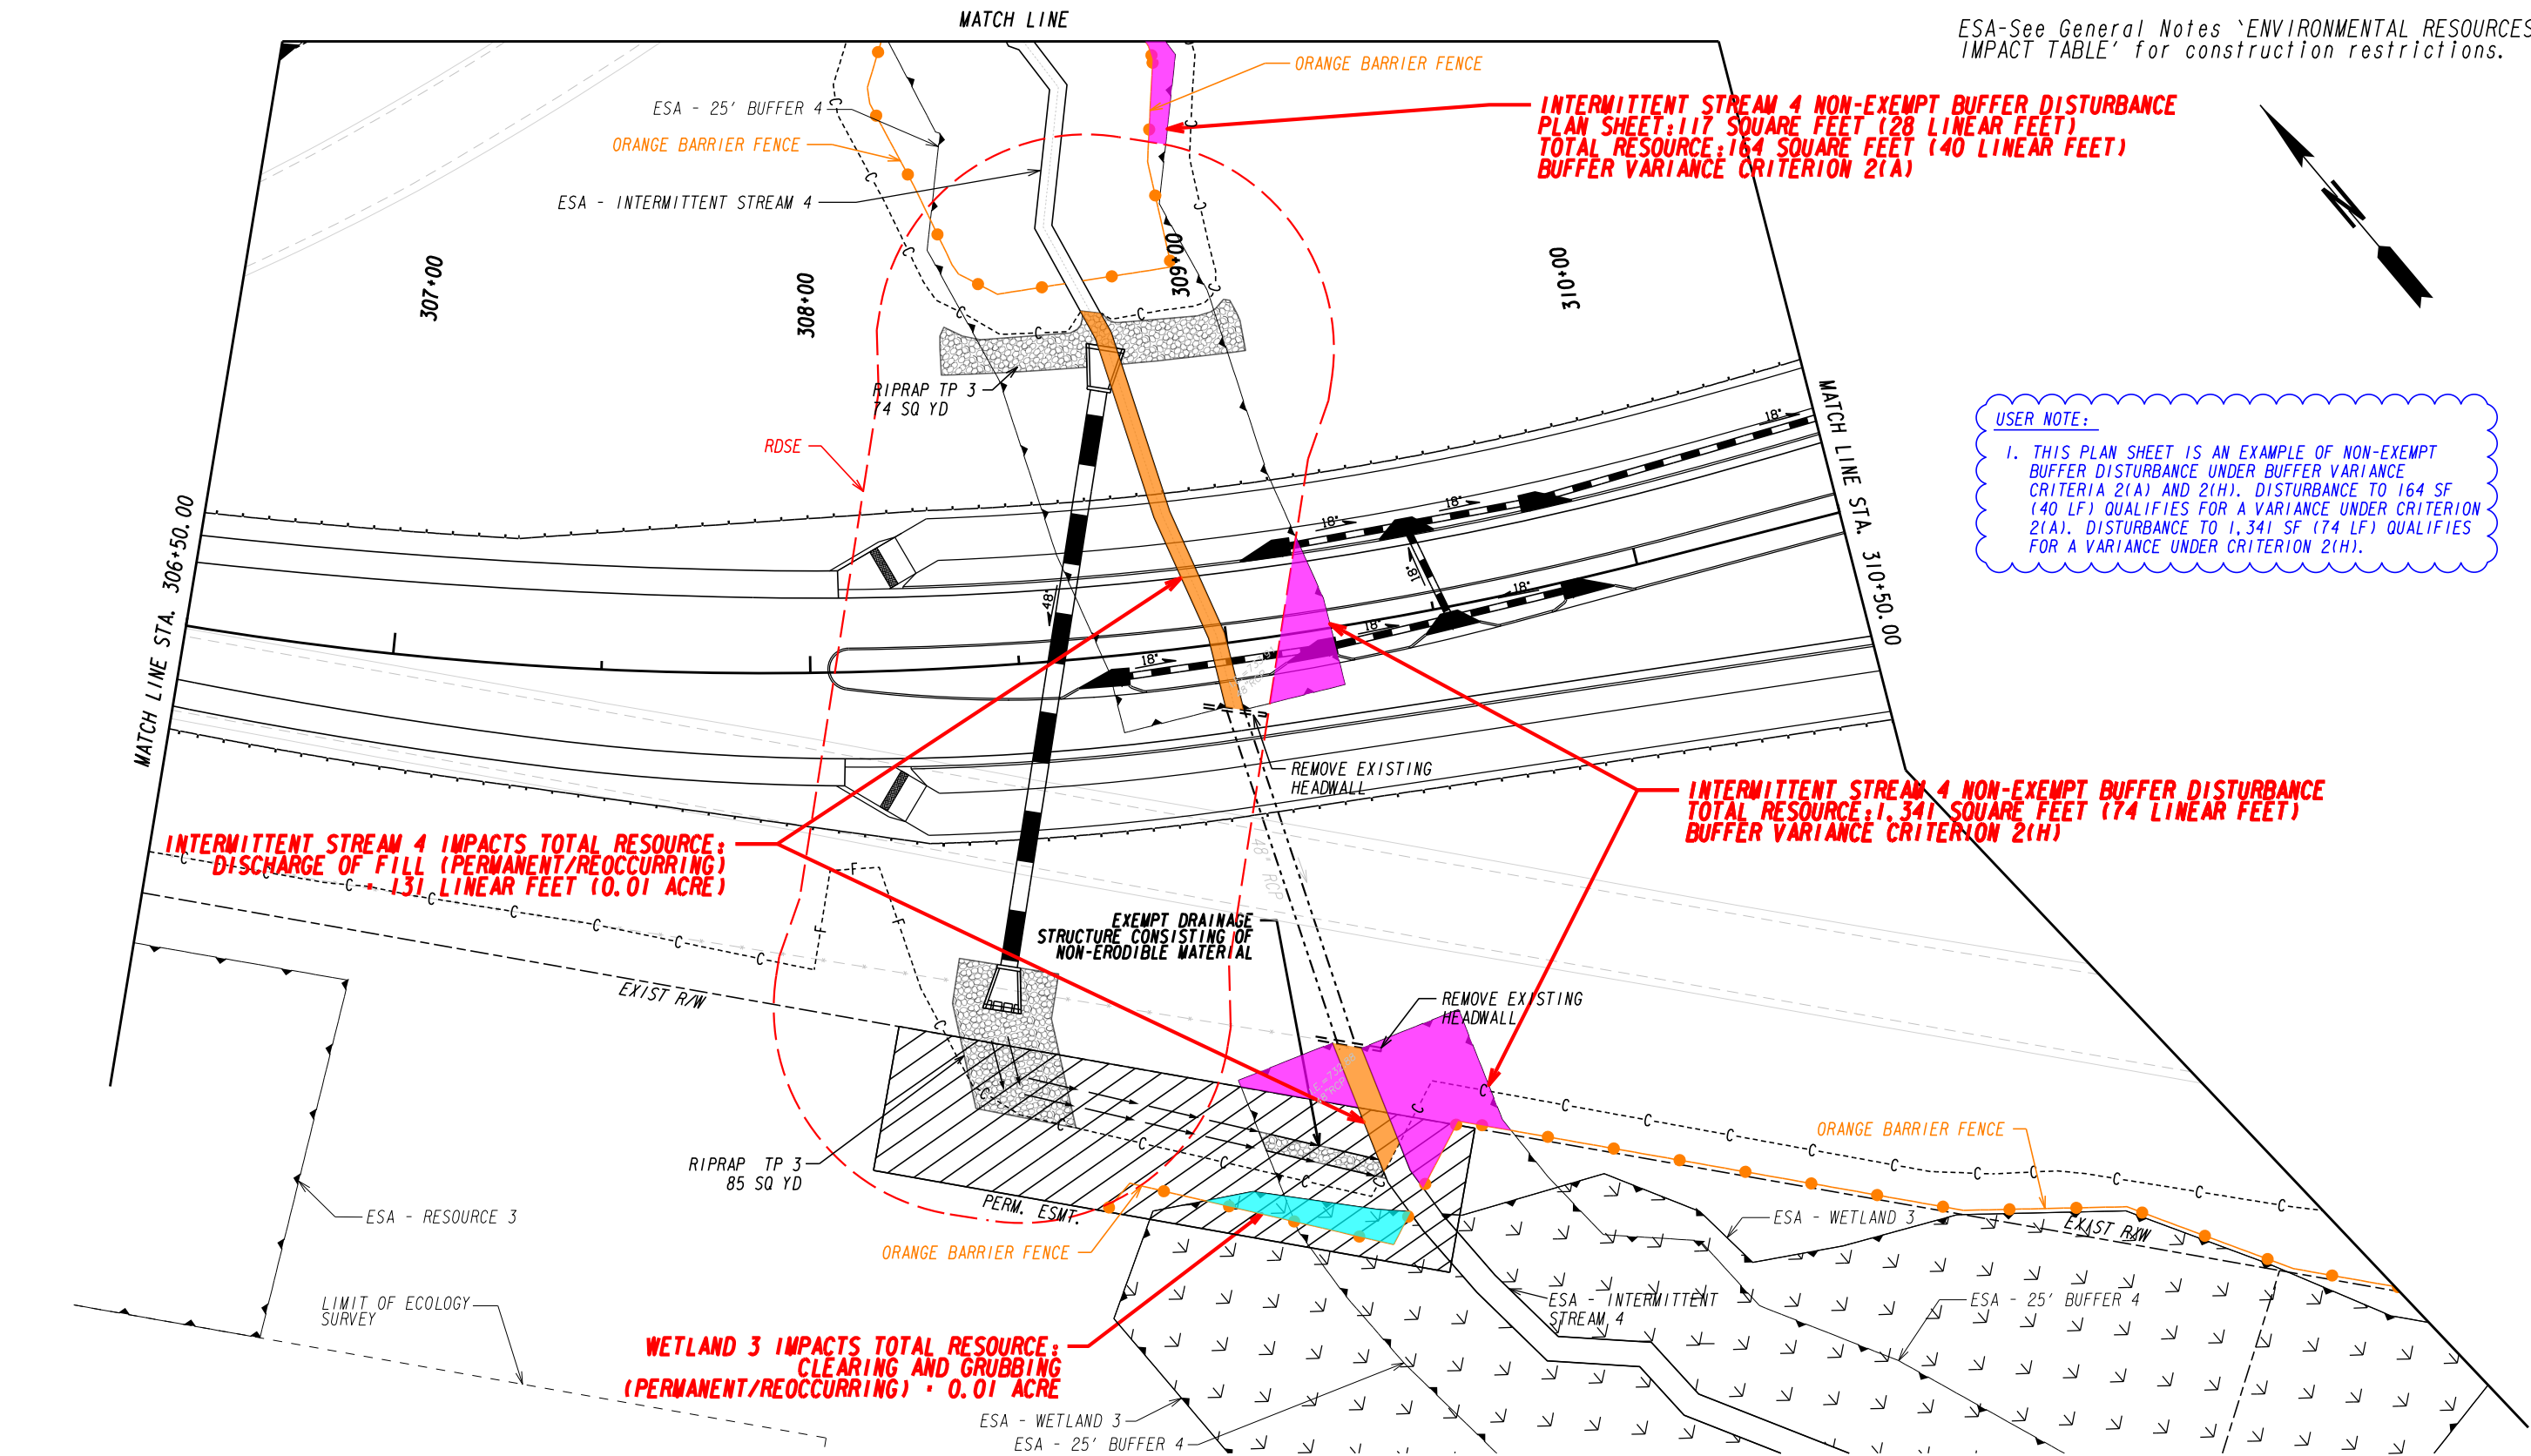 MATCH LINE
ESA-See General Notes `ENVIRONMENTAL RESOURCES
IMPACT TABLE' for construction restrictions.
ORANGE BARRIER FENCE
ESA - 25' BUFFER 4
ORANGE BARRIER FENCE
ESA - INTERMITTENT STREAM 4
INTERMITTENT STREAM 4 NON-EXEMPT BUFFER DISTURBANCE
PLAN SHEET:117 SQUARE FEET (28 LINEAR FEET)
TOTAL RESOURCE:164 SQUARE FEET (40 LINEAR FEET)
BUFFER VARIANCE CRITERION 2(A)
N
307+00
308+00
309+00
310+00
RIPRAP TP 3
74 SQ YD
RDSE
USER NOTE:
1. THIS PLAN SHEET IS AN EXAMPLE OF NON-EXEMPT
BUFFER DISTURBANCE UNDER BUFFER VARIANCE
CRITERIA 2(A) AND 2(H). DISTURBANCE TO 164 SF
(40 LF) QUALIFIES FOR A VARIANCE UNDER CRITERION
2(A). DISTURBANCE TO 1,341 SF (74 LF) QUALIFIES
FOR A VARIANCE UNDER CRITERION 2(H).
MATCH LINE STA. 306+50.00
MATCH LINE STA. 310+50.00
18"
18"
18"
18"
18"
18"
18"
48"
REMOVE EXISTING
HEADWALL
INTERMITTENT STREAM 4 NON-EXEMPT BUFFER DISTURBANCE
TOTAL RESOURCE:1,341 SQUARE FEET (74 LINEAR FEET)
BUFFER VARIANCE CRITERION 2(H)
INTERMITTENT STREAM 4 IMPACTS TOTAL RESOURCE:
DISCHARGE OF FILL (PERMANENT/REOCCURRING)
= 131 LINEAR FEET (0.01 ACRE)
48" RCP
EXEMPT DRAINAGE
STRUCTURE CONSISTING OF
NON-ERODIBLE MATERIAL
EXIST R/W
REMOVE EXISTING
HEADWALL
RIPRAP TP 3
85 SQ YD
PERM. ESMT.
ORANGE BARRIER FENCE
ORANGE BARRIER FENCE
ESA - RESOURCE 3
ESA - WETLAND 3
EXIST R/W
LIMIT OF ECOLOGY
SURVEY
ESA - INTERMITTENT
STREAM 4
ESA - 25' BUFFER 4
WETLAND 3 IMPACTS TOTAL RESOURCE:
CLEARING AND GRUBBING
(PERMANENT/REOCCURRING) = 0.01 ACRE
ESA - WETLAND 3
ESA - 25' BUFFER 4